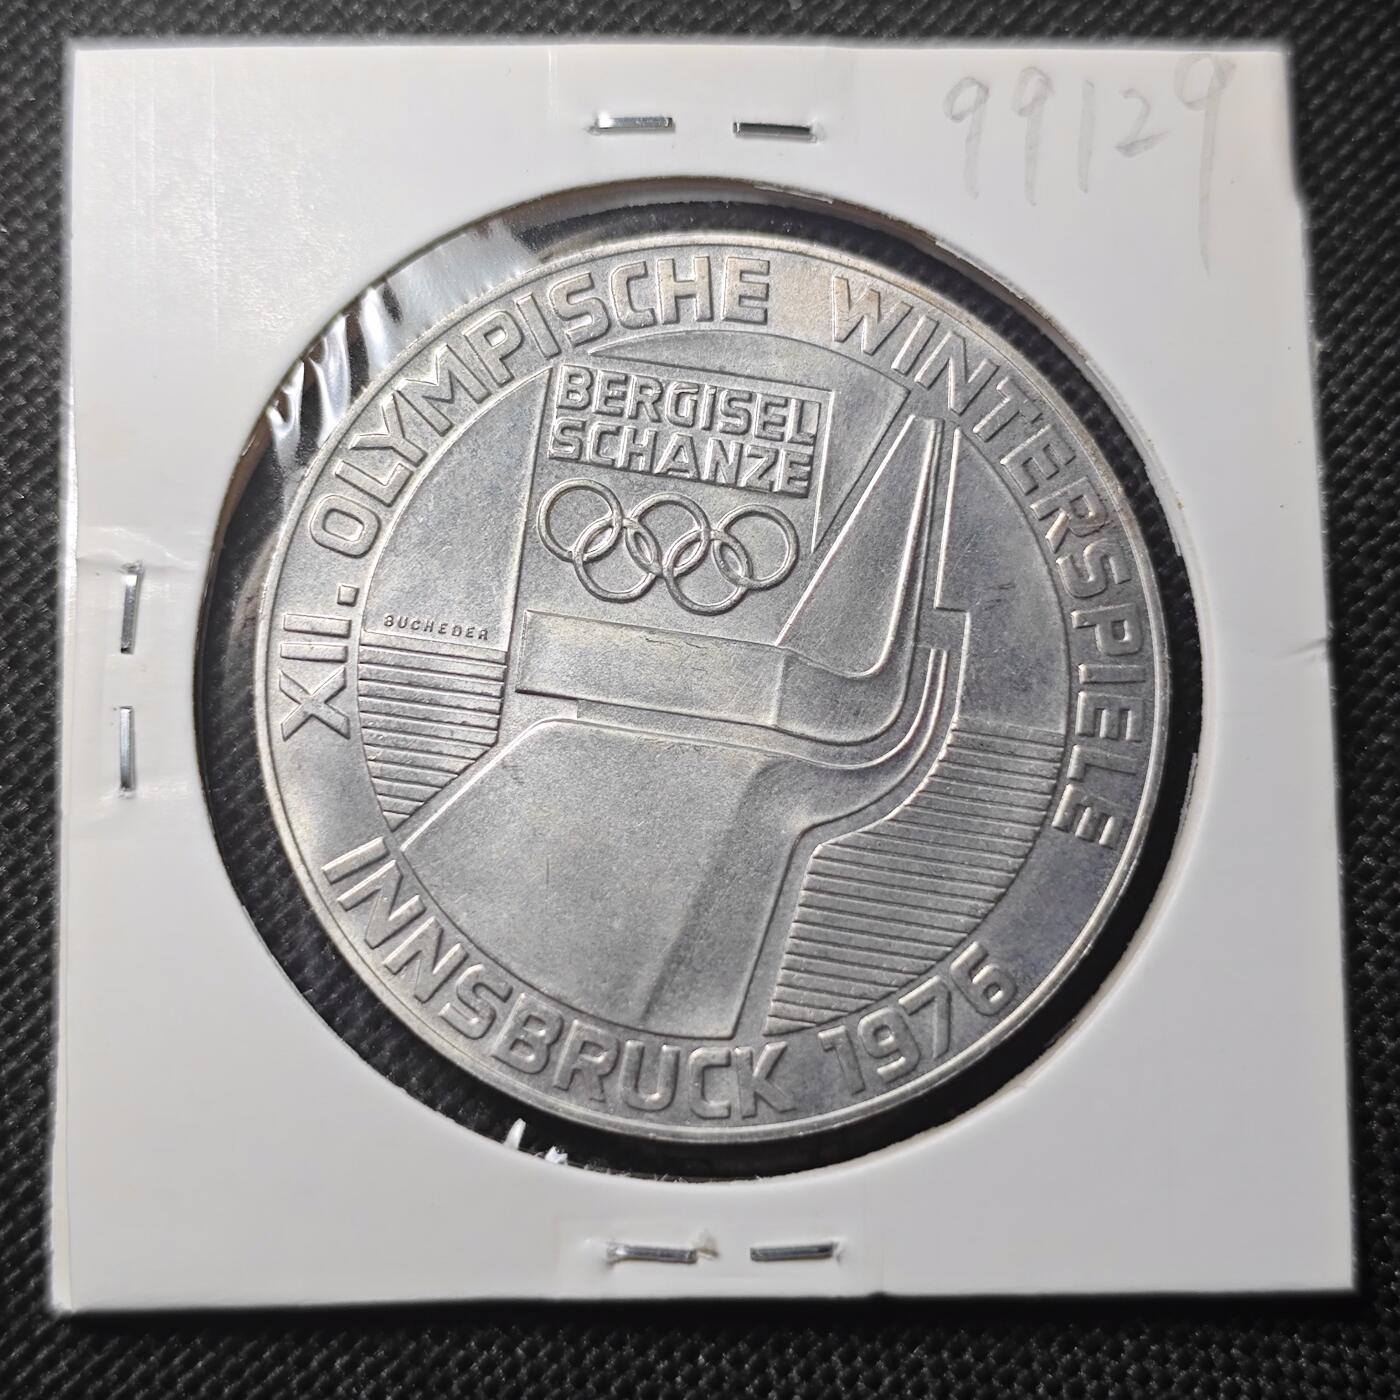 99129
XII. OLYMPISCHE WINTERSPIELE
BERGISEL
SCHANZE
BUCHEDER
INNSBRUCK 1976